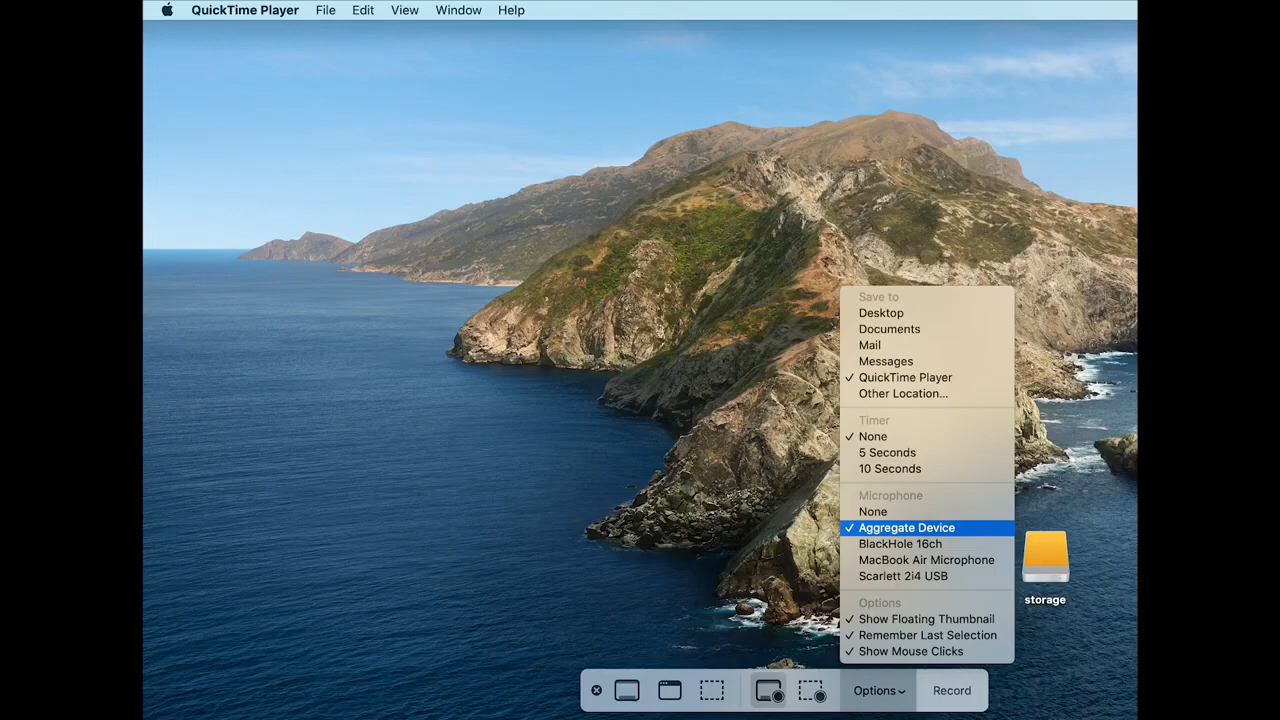 QuickTime Player File Edit View Window Help
Save to
Desktop
Documents
Mail
Messages
✓ QuickTime Player
Other Location...
Timer
✓ None
5 Seconds
10 Seconds
Microphone
None
✓ Aggregate Device
BlackHole 16ch
MacBook Air Microphone
Scarlett 2i4 USB
storage
Options
✓ Show Floating Thumbnail
✓ Remember Last Selection
✓ Show Mouse Clicks
Options Record